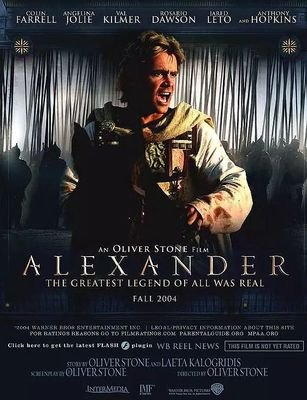 COLIN FARRELL ANGELINA JOLIE VAL KILMER ROSARIO DAWSON JARED LETO AND ANTHONY HOPKINS
AN OLIVER STONE FILM
ALEXANDER
THE GREATEST LEGEND OF ALL WAS REAL
FALL 2004
©2004 WARNER BROS ENTERTAINMENT INC. | LEGAL/PRIVACY INFORMATION ABOUT THIS SITE
FOR RATINGS REASONS GO TO FILMRATINGS.COM PARENTALGUIDE.ORG MPAA.ORG
Click here to get the latest FLASH plugin WB REEL NEWS THIS FILM IS NOT YET RATED
STORY BY OLIVER STONE AND LAETA KALOGRIDIS
SCREENPLAY BY OLIVER STONE DIRECTED BY OLIVER STONE
INTERMEDIA IMF WARNER BROS. PICTURES